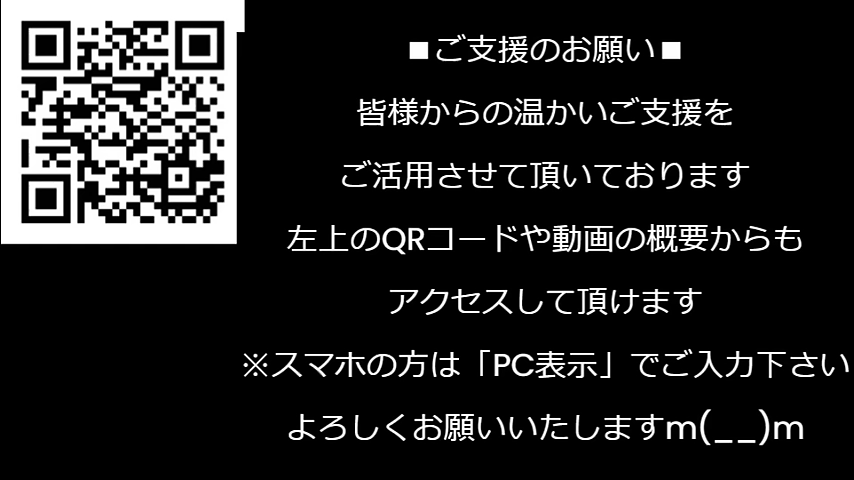 ■ご支援のお願い■
皆様からの温かいご支援を
ご活用させて頂いております
左上のQRコードや動画の概要からも
アクセスして頂けます
※スマホの方は「PC表示」でご入力下さい
よろしくお願いいたしますm(__)m